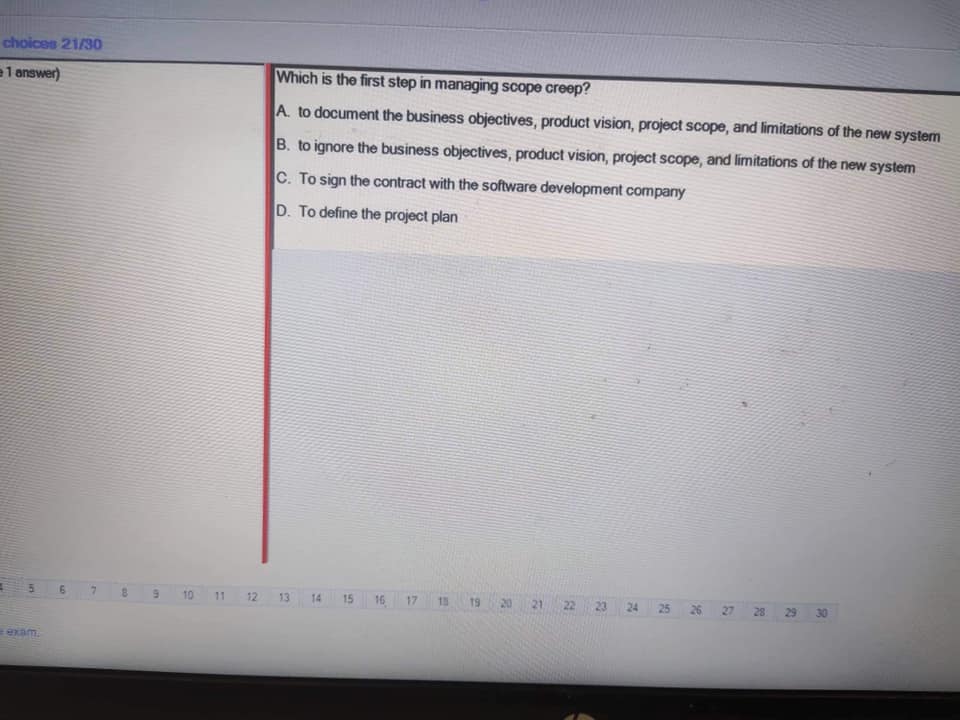 choices 21/30
1 answer)
Which is the first step in managing scope creep?
A. to document the business objectives, product vision, project scope, and limitations of the new system
B. to ignore the business objectives, product vision, project scope, and limitations of the new system
C. To sign the contract with the software development company
D. To define the project plan
5 6 7 8 9 10 11 12 13 14 15 16 17 18 19 20 21 22 23 24 25 26 27 28 29 30
exam.